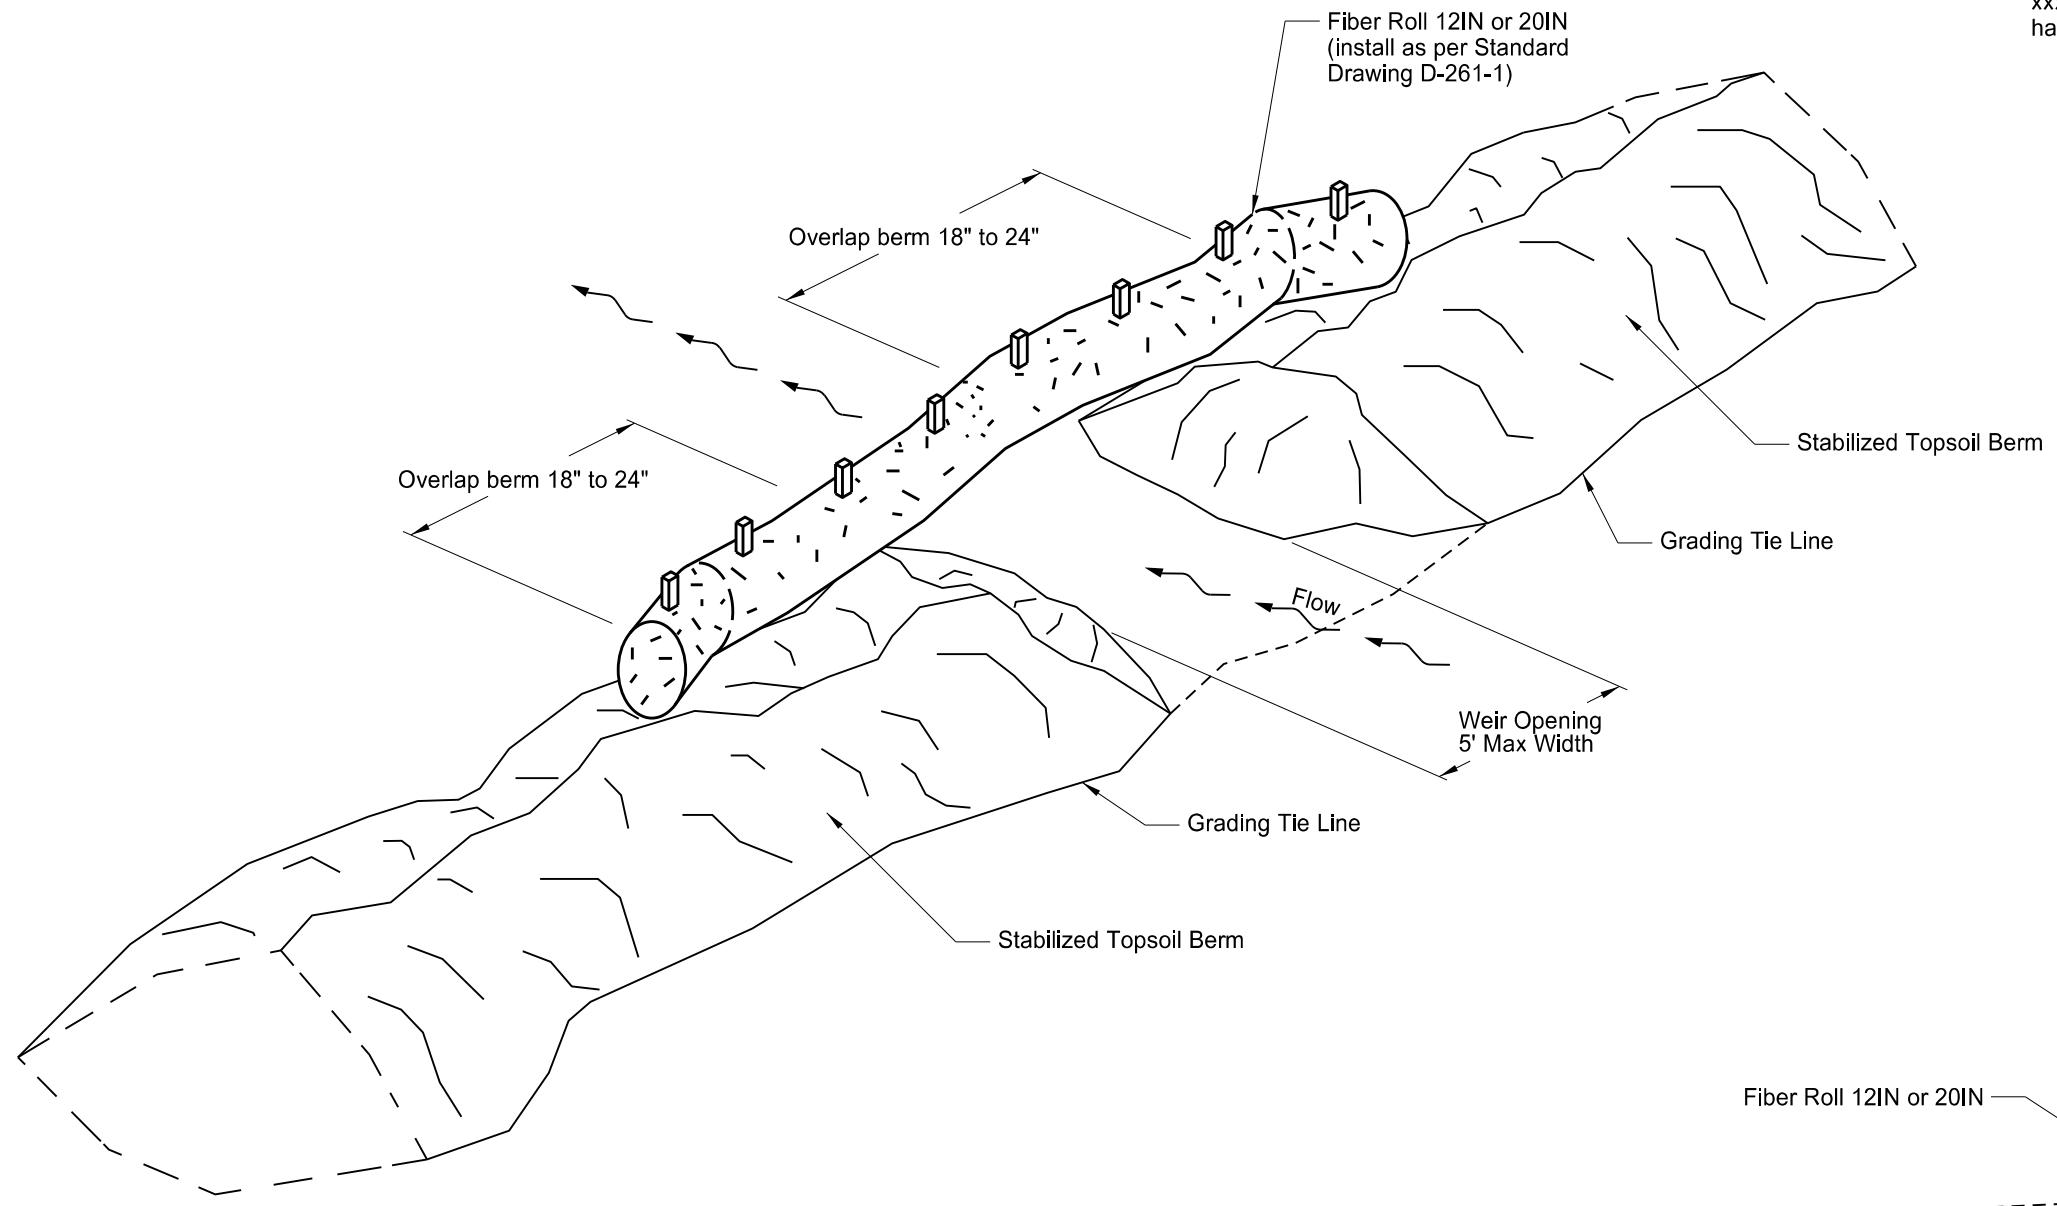 Fiber Roll 12IN or 20IN
(install as per Standard
Drawing D-261-1)
Overlap berm 18" to 24"
Overlap berm 18" to 24"
Stabilized Topsoil Berm
Grading Tie Line
Flow
Weir Opening
5' Max Width
Grading Tie Line
Stabilized Topsoil Berm
Fiber Roll 12IN or 20IN